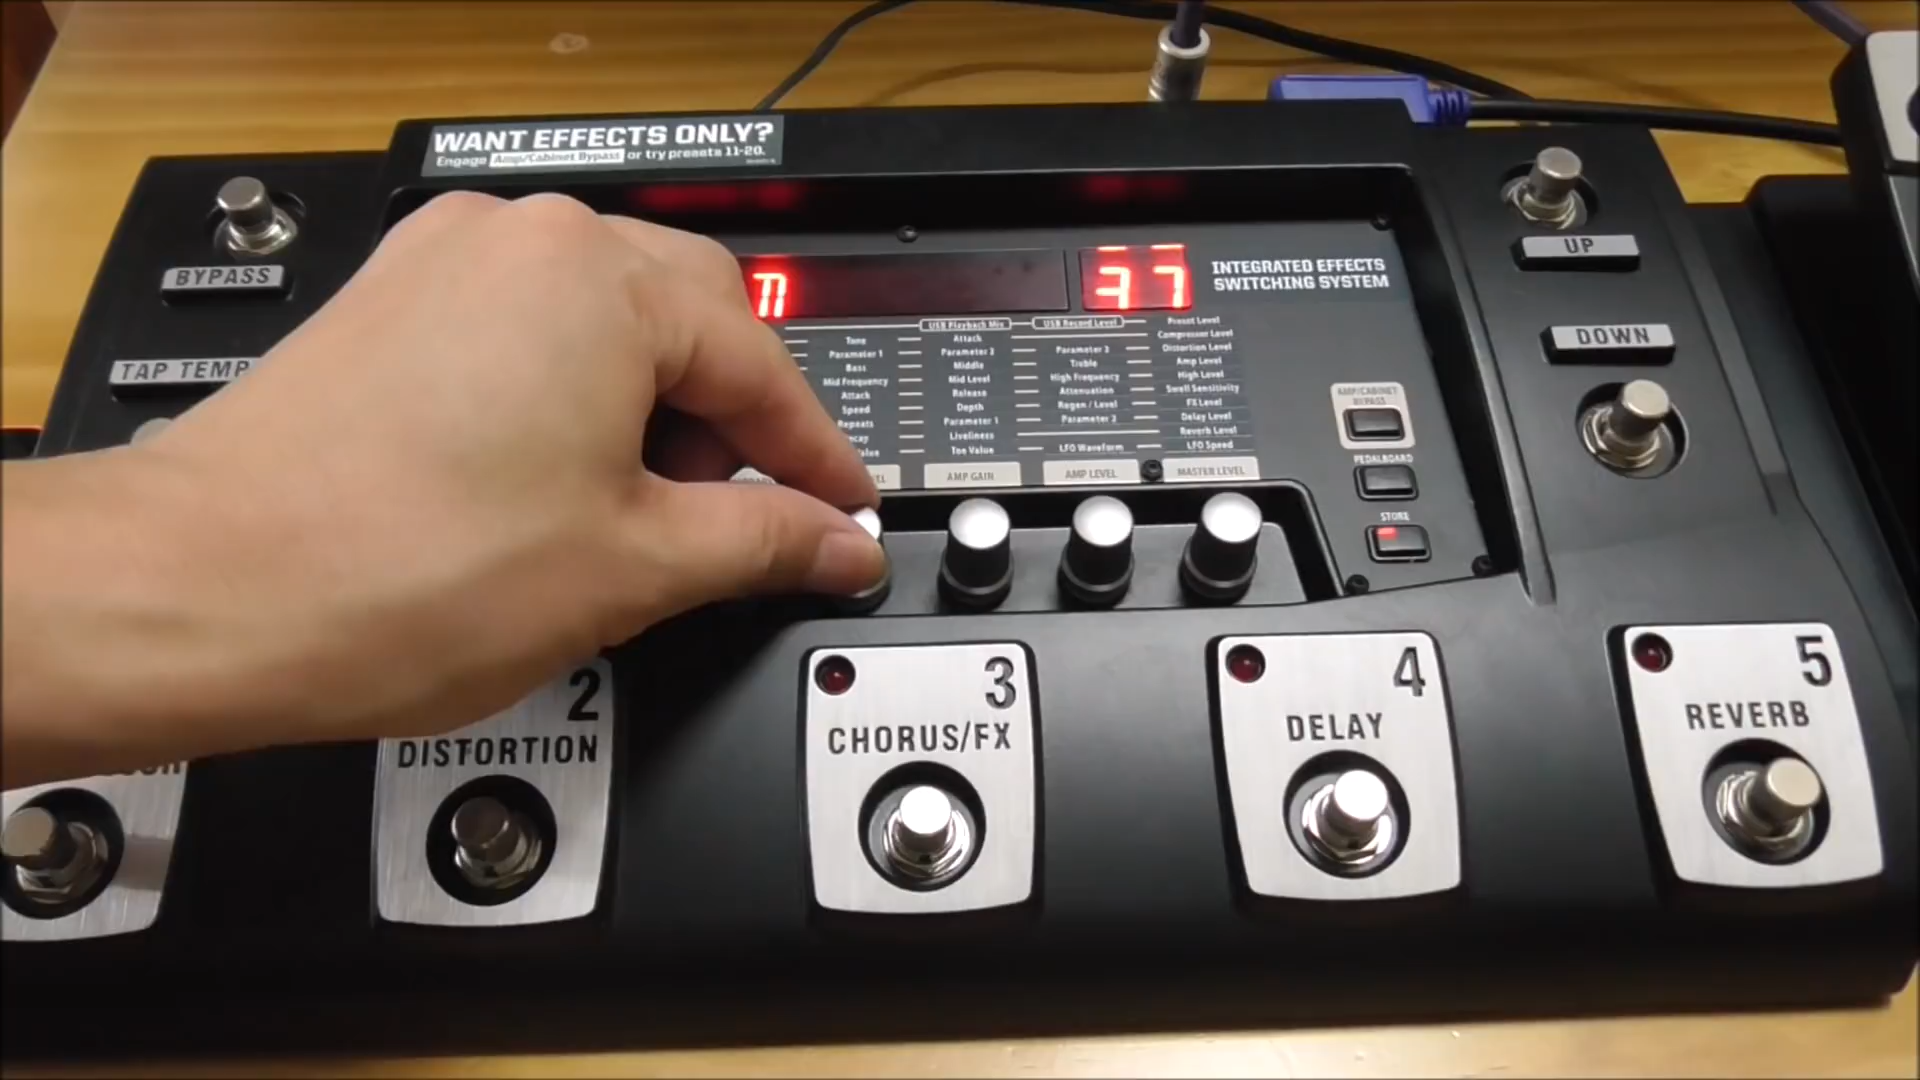 WANT EFFECTS ONLY?
Engage Amp/Cabinet Bypass or try presets 11-20.
BYPASS
TAP TEMP
37
INTEGRATED EFFECTS
SWITCHING SYSTEM
UP
DOWN
USB Playback Mix USB Record Level Preset Level
Tone Attack Compressor Level
Parameter 1 Parameter 2 Parameter 3 Distortion Level
Bass Middle Treble Amp Level
Mid Frequency Mid Level High Frequency High Level
Attack Release Attenuation Swell Sensitivity
Speed Depth Regen / Level FX Level
Repeats Parameter 1 Parameter 2 Delay Level
Decay Liveliness Reverb Level
Value Toe Value LFO Waveform LFO Speed
AMP GAIN AMP LEVEL MASTER LEVEL
AMP/CABINET
BYPASS
PEDALBOARD
STORE
2
DISTORTION
3
CHORUS/FX
4
DELAY
5
REVERB